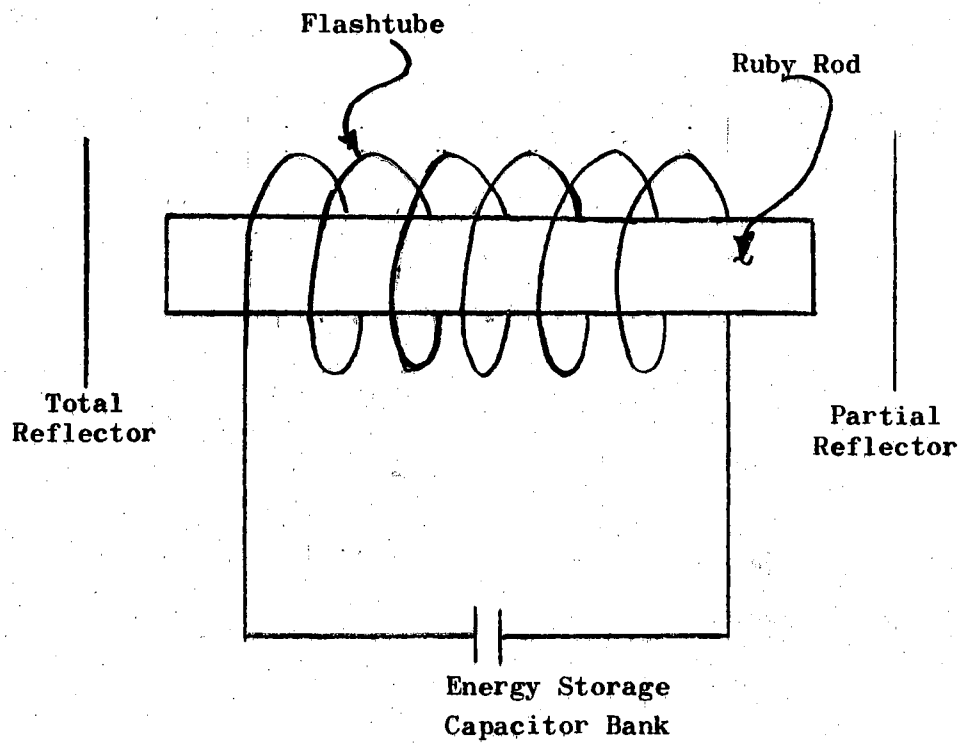 Flashtube
Ruby Rod
Total
Reflector
Partial
Reflector
Energy Storage
Capacitor Bank